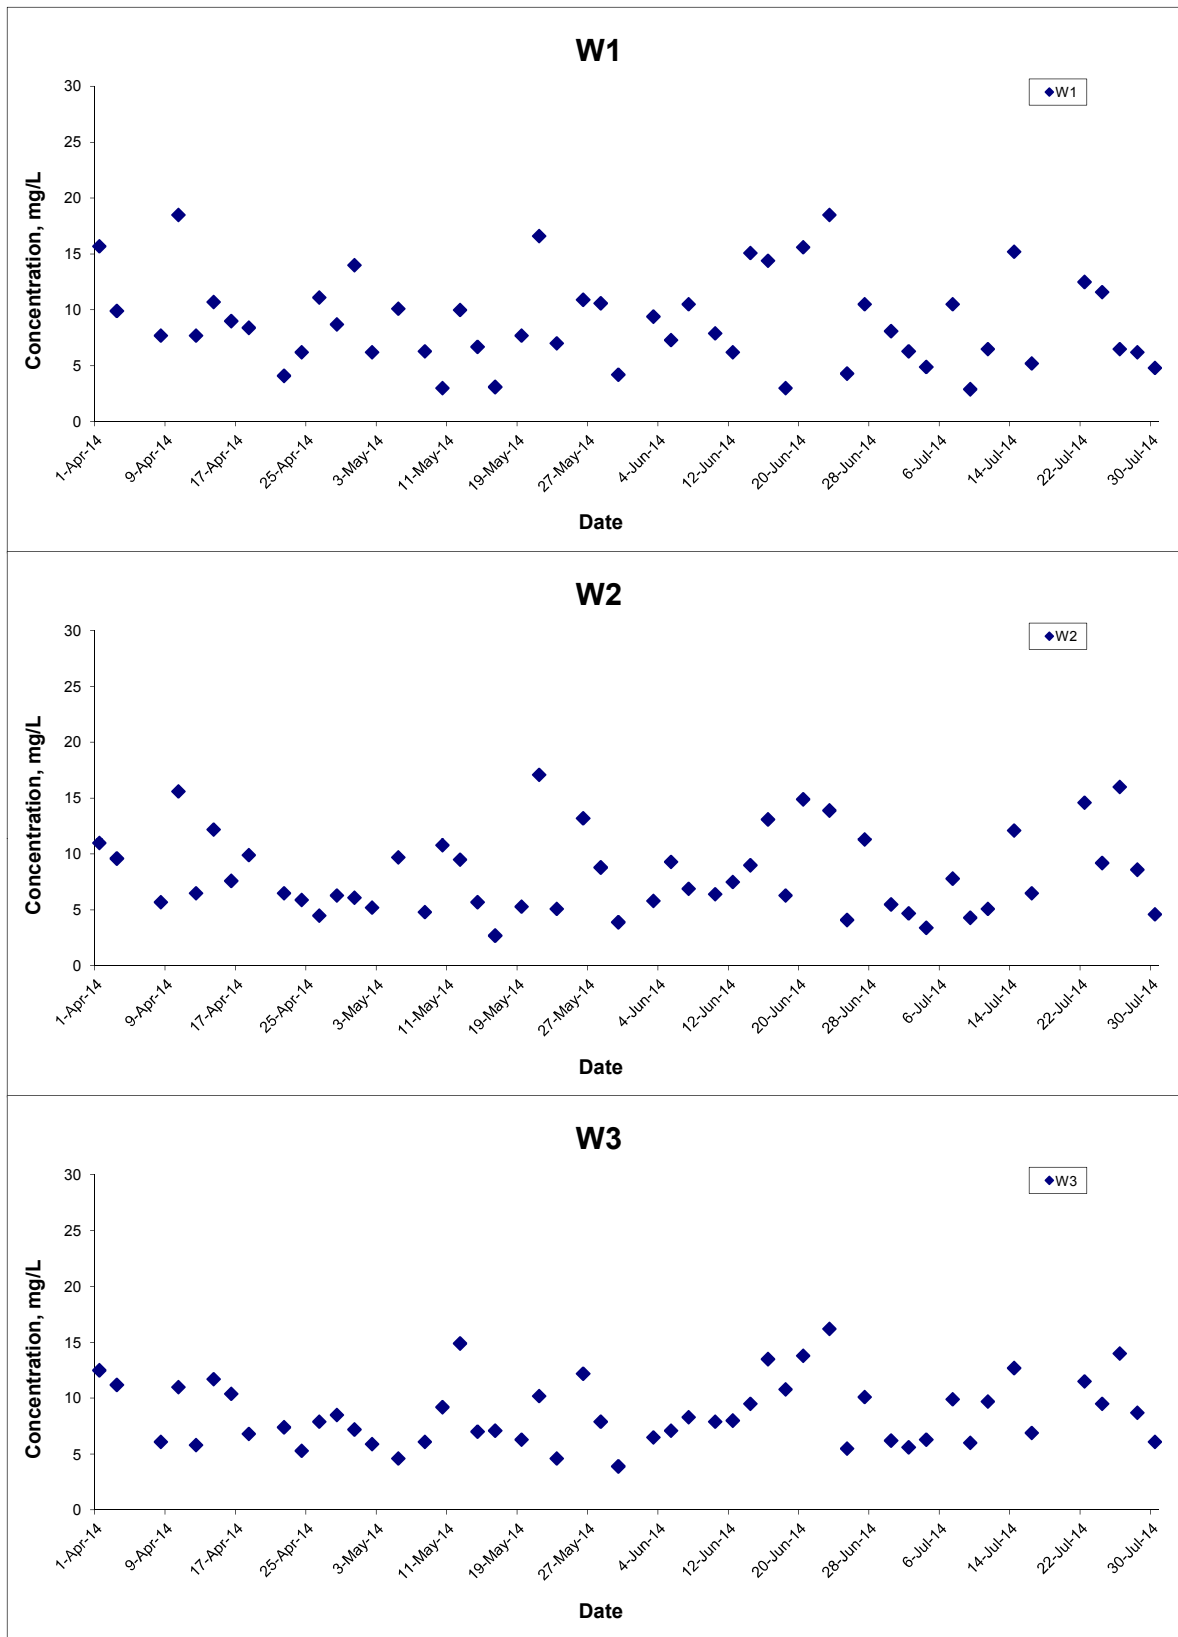 W1
W1
Concentration, mg/L
30
25
20
15
10
5
0
1-Apr-14
9-Apr-14
17-Apr-14
25-Apr-14
3-May-14
11-May-14
19-May-14
27-May-14
4-Jun-14
12-Jun-14
20-Jun-14
28-Jun-14
6-Jul-14
14-Jul-14
22-Jul-14
30-Jul-14
Date
W2
W2
Concentration, mg/L
30
25
20
15
10
5
0
1-Apr-14
9-Apr-14
17-Apr-14
25-Apr-14
3-May-14
11-May-14
19-May-14
27-May-14
4-Jun-14
12-Jun-14
20-Jun-14
28-Jun-14
6-Jul-14
14-Jul-14
22-Jul-14
30-Jul-14
Date
W3
W3
Concentration, mg/L
30
25
20
15
10
5
0
1-Apr-14
9-Apr-14
17-Apr-14
25-Apr-14
3-May-14
11-May-14
19-May-14
27-May-14
4-Jun-14
12-Jun-14
20-Jun-14
28-Jun-14
6-Jul-14
14-Jul-14
22-Jul-14
30-Jul-14
Date